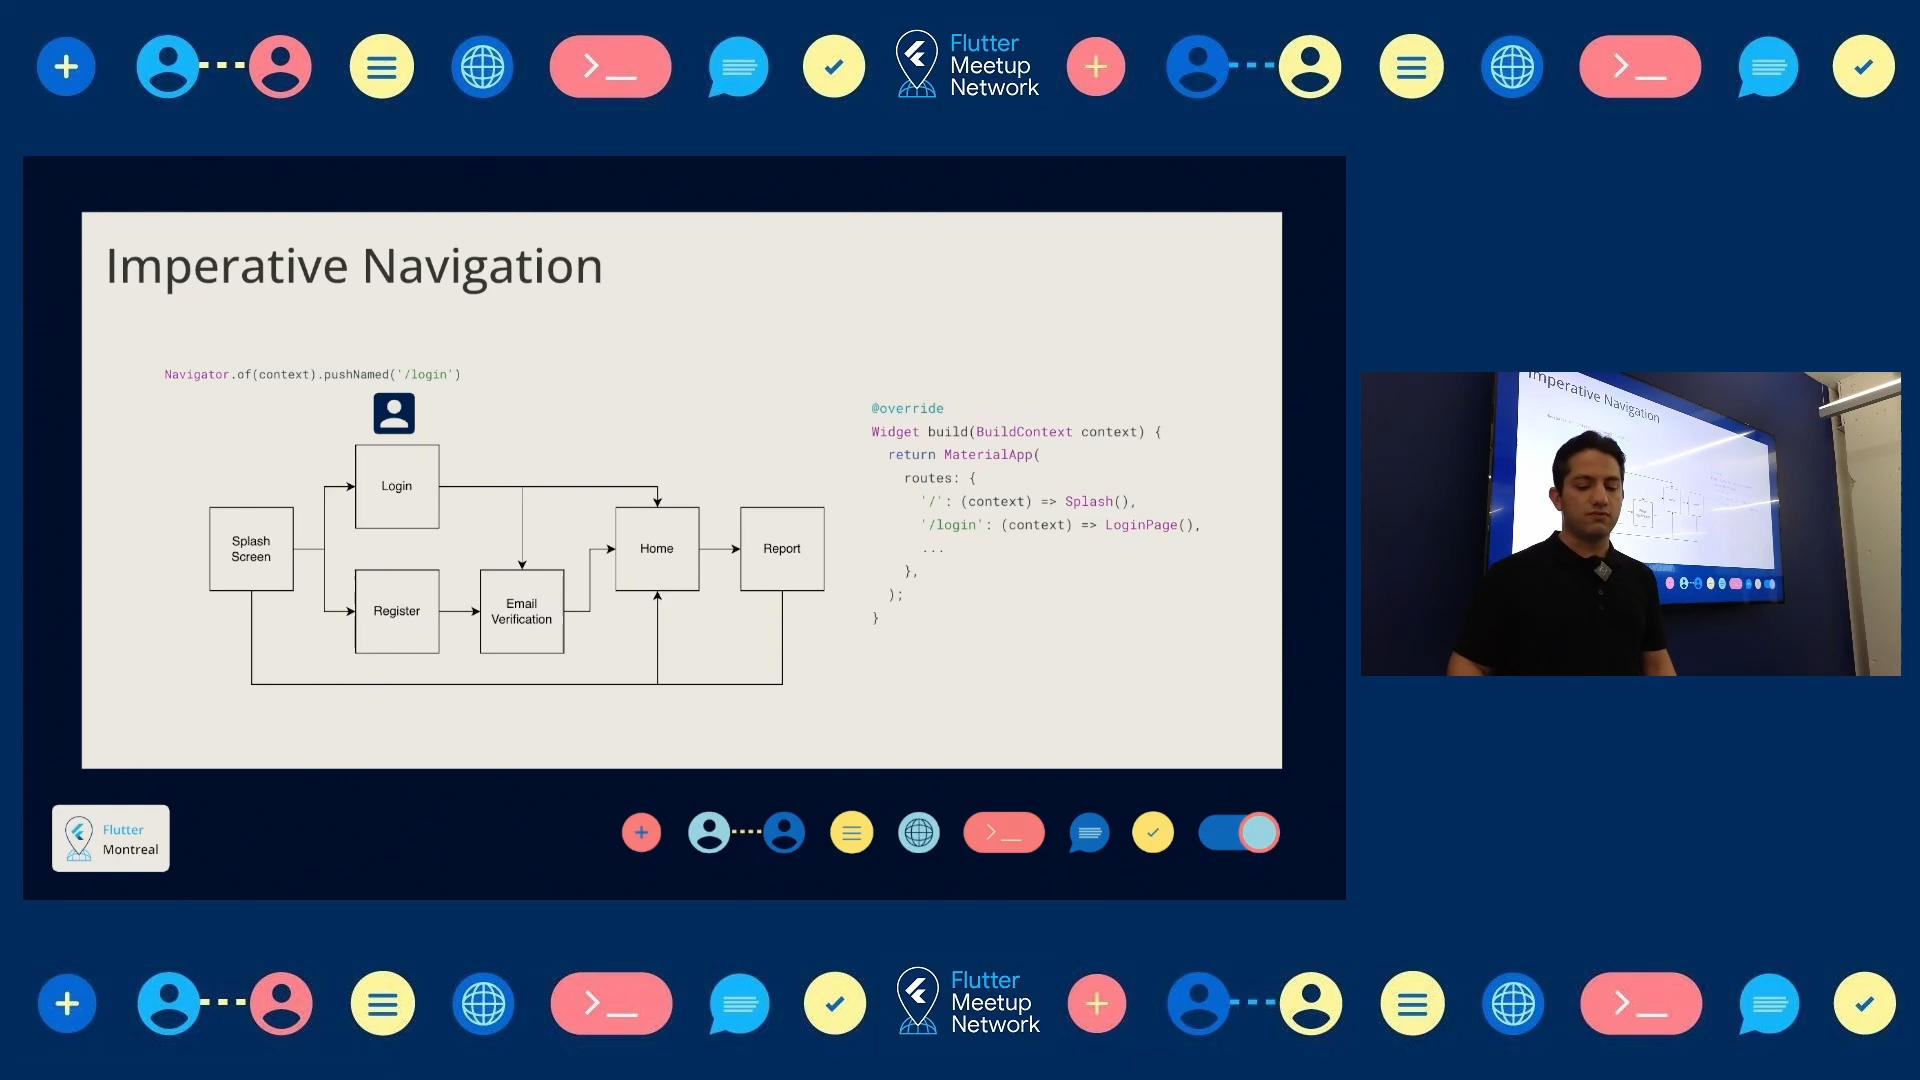 Flutter
Meetup
Network
Imperative Navigation
Navigator.of(context).pushNamed('/login')
Login
Splash
Screen
Home
Report
Register
Email
Verification
@override
Widget build(BuildContext context) {
return MaterialApp(
routes: {
'/': (context) => Splash(),
'/login': (context) => LoginPage(),
...
},
);
}
Imperative Navigation
Flutter
Montreal
Flutter
Meetup
Network